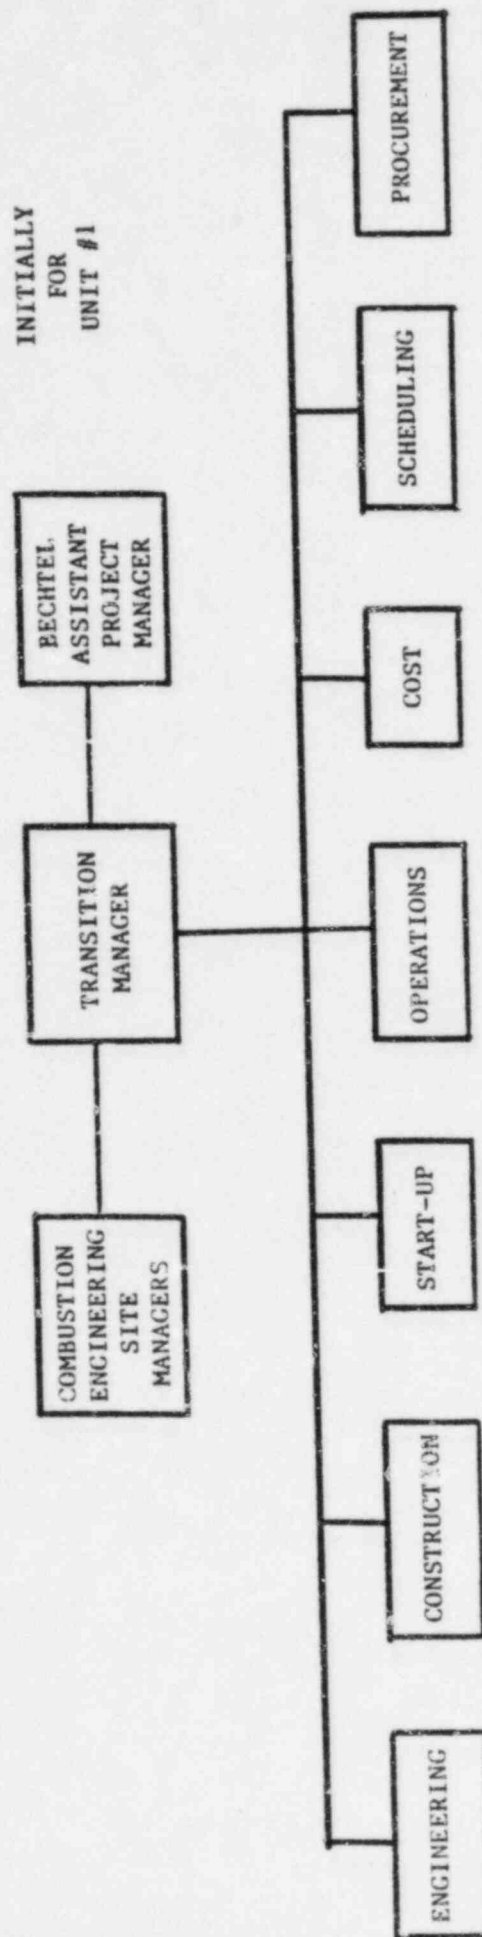 INITIALLY
FOR
UNIT #1
COMBUSTION
ENGINEERING
SITE
MANAGERS
TRANSITION
MANAGER
BECHTEL
ASSISTANT
PROJECT
MANAGER
ENGINEERING
CONSTRUCTION
START-UP
OPERATIONS
COST
SCHEDULING
PROCUREMENT